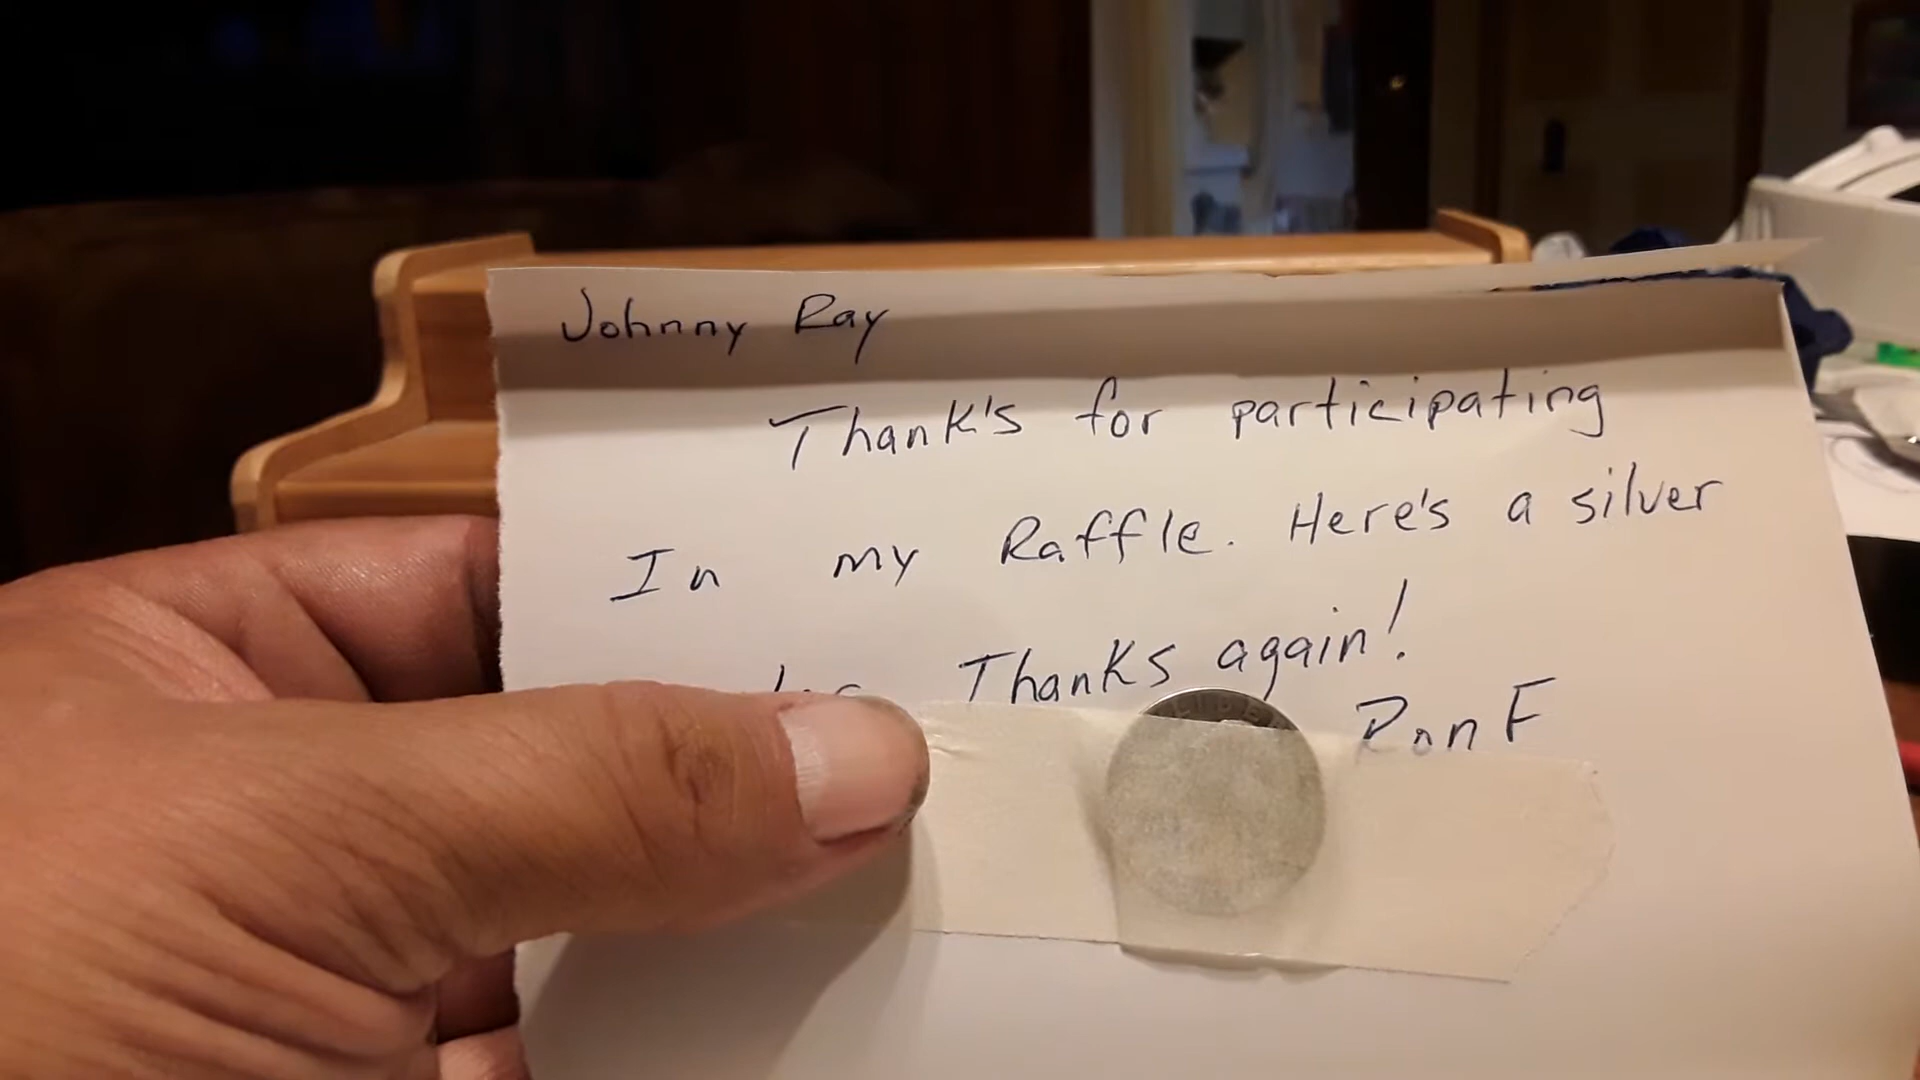 Johnny Ray
Thank's for participating
In my Raffle. Here's a silver
Thanks again!
Ron F